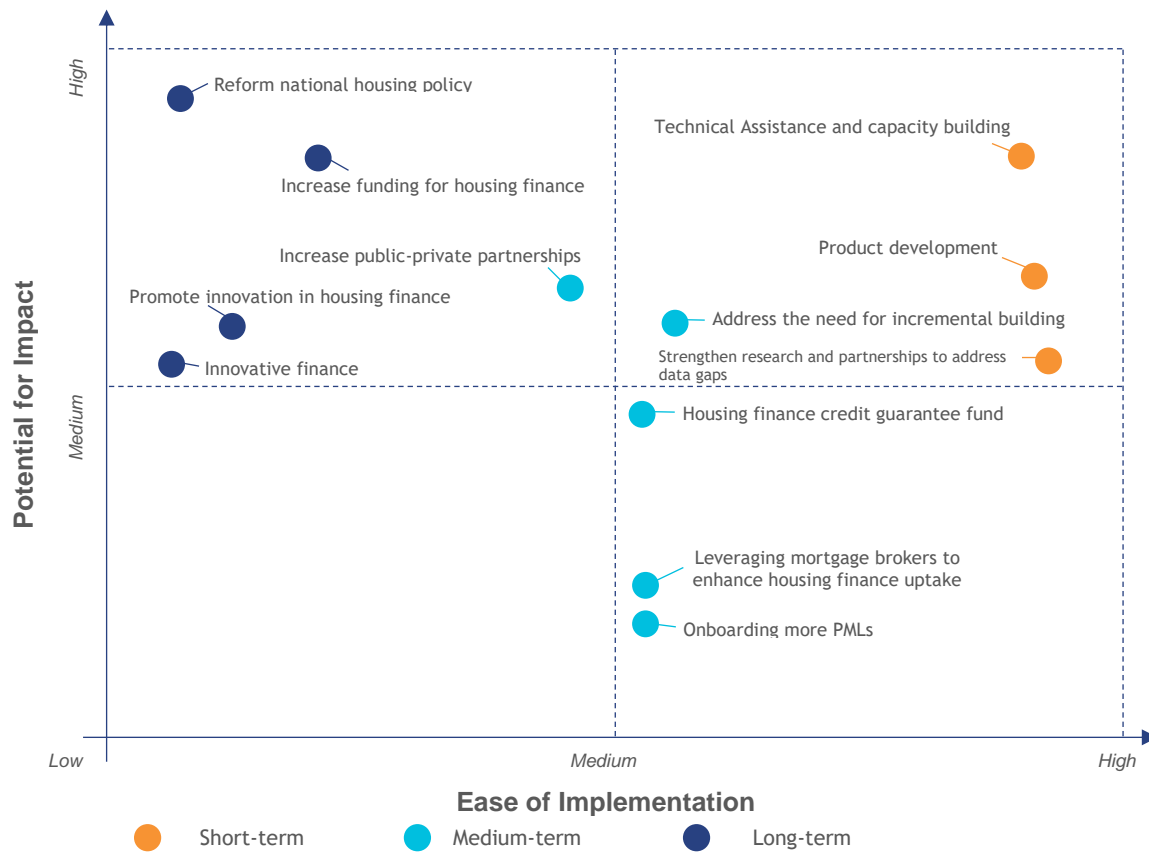 High
Reform national housing policy
Technical Assistance and capacity building
Increase funding for housing finance
Increase public-private partnerships
Product development
Promote innovation in housing finance
Address the need for incremental building
Innovative finance
Strengthen research and partnerships to address
data gaps
Potential for Impact
Medium
Housing finance credit guarantee fund
Leveraging mortgage brokers to
enhance housing finance uptake
Onboarding more PMLs
Low
Medium
High
Ease of Implementation
Short-term
Medium-term
Long-term